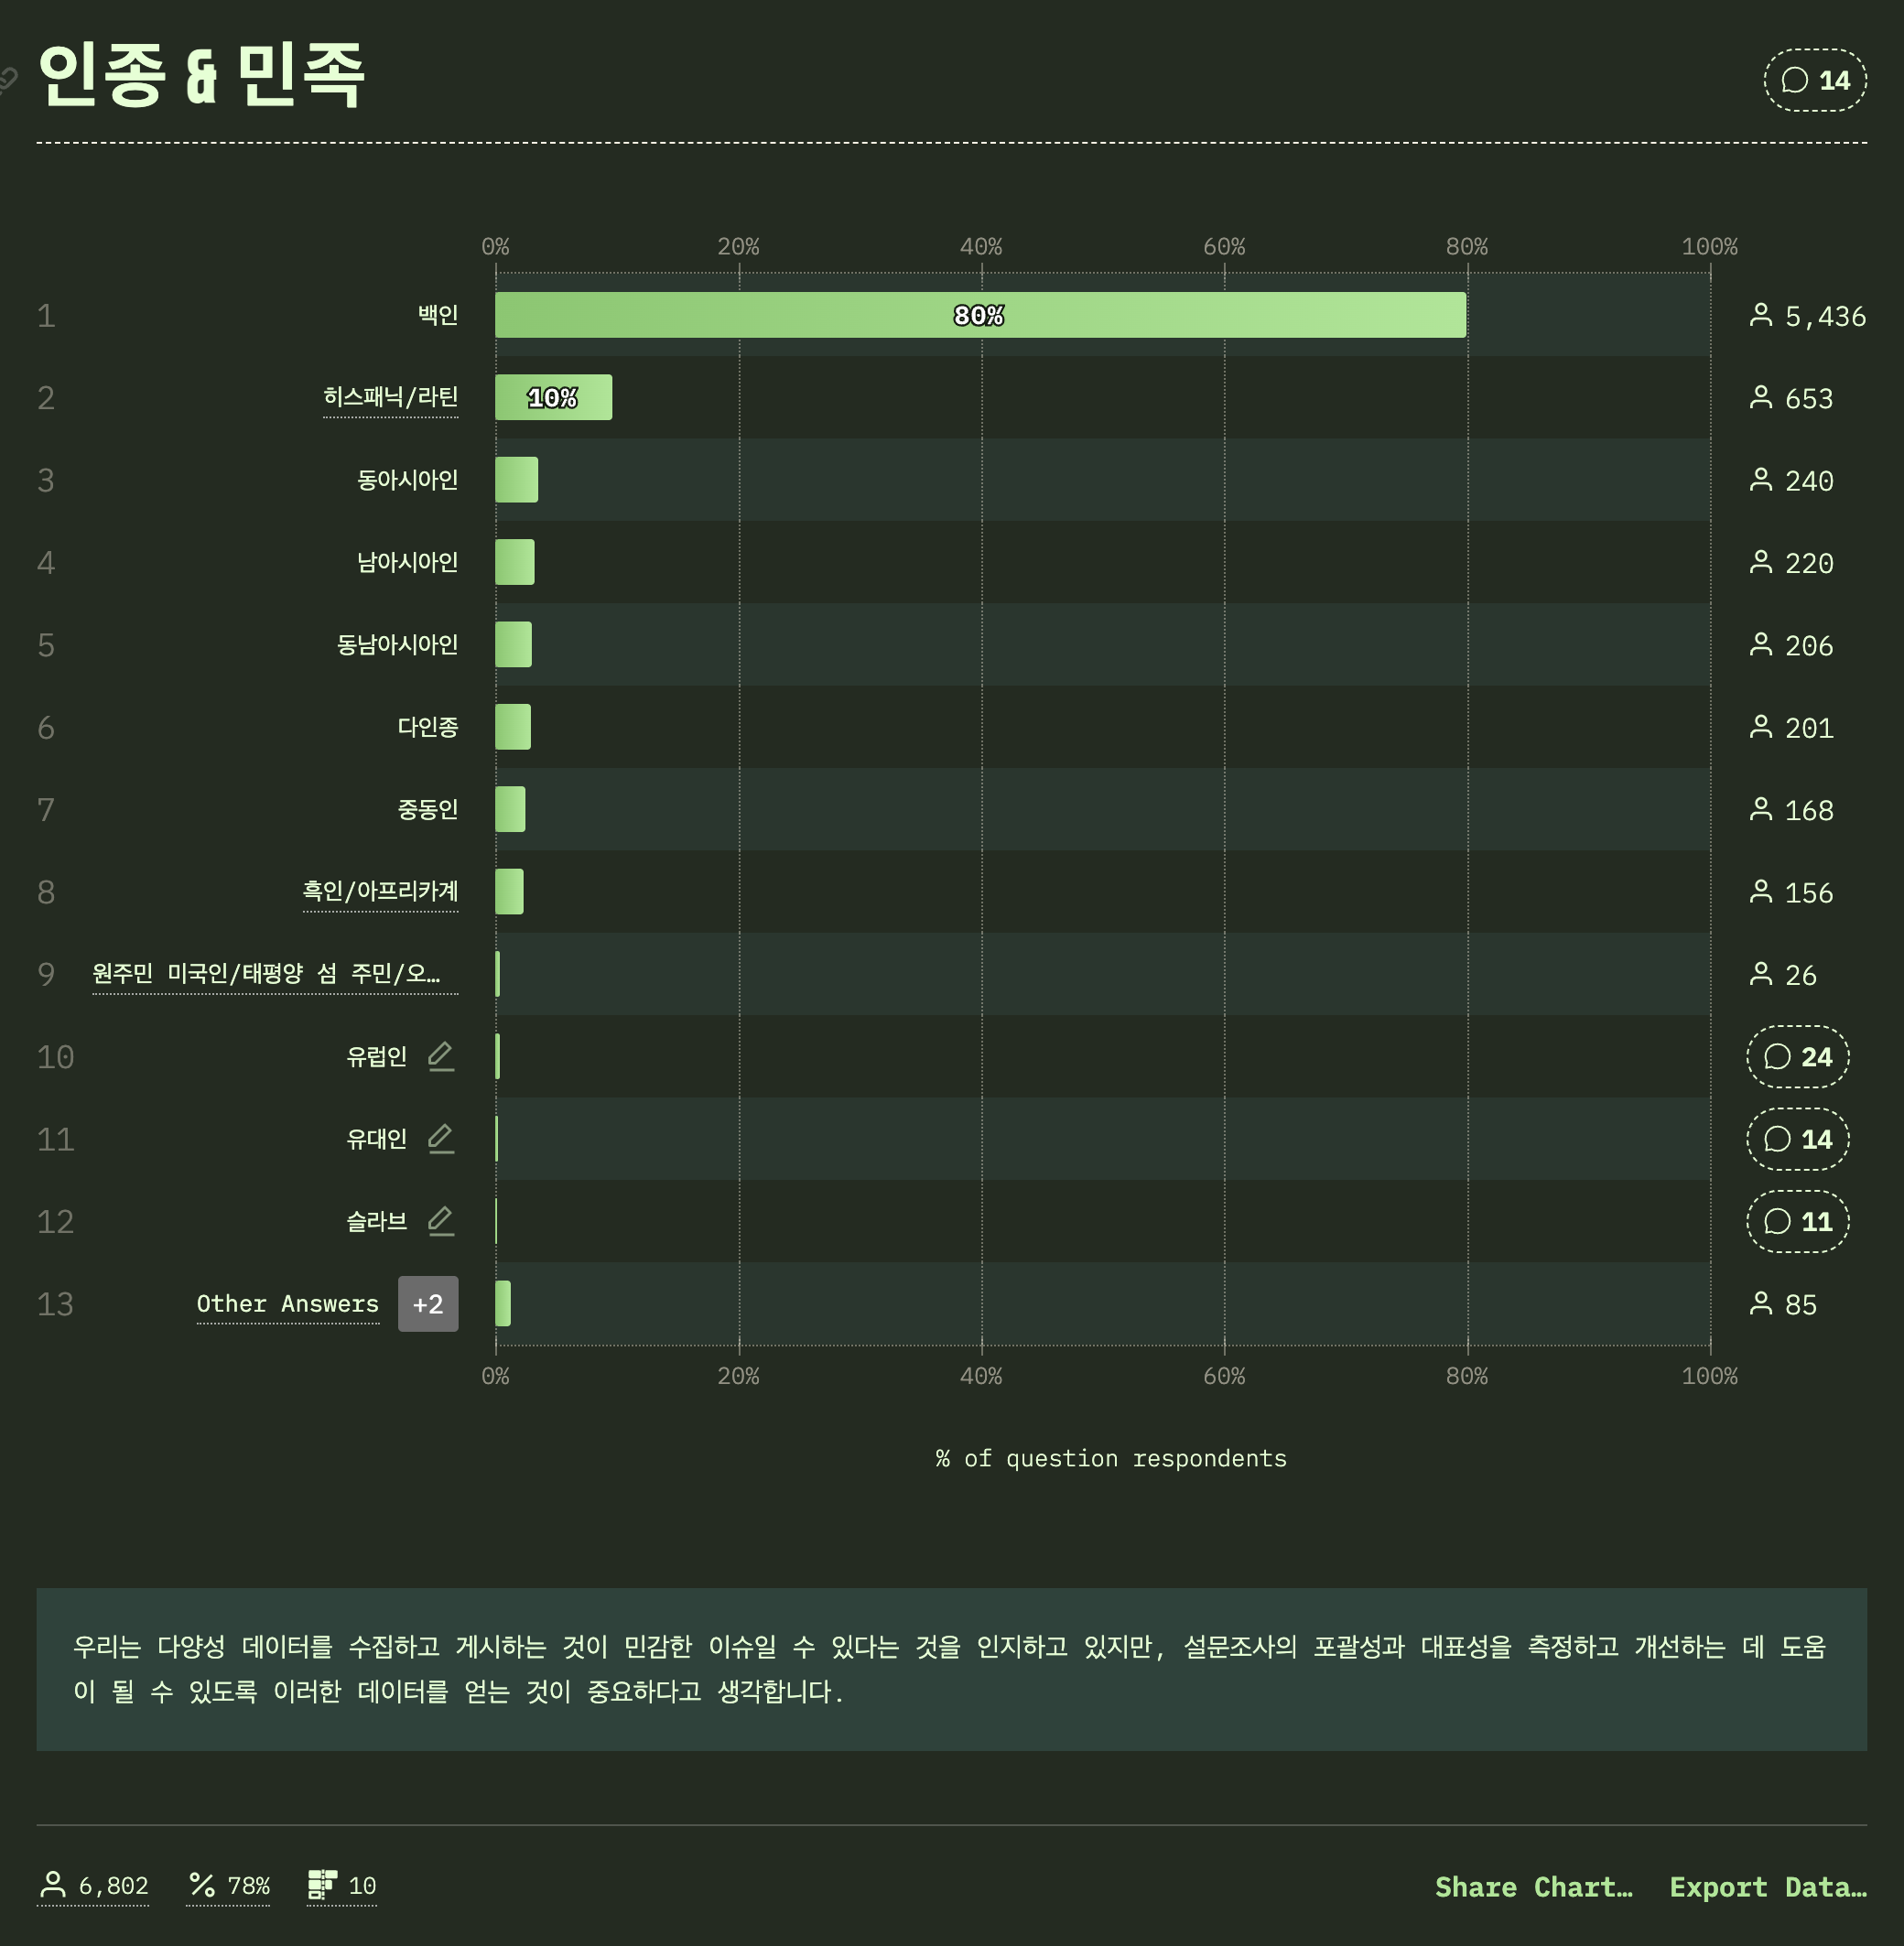 인종 & 민족
14
0% 20% 40% 60% 80% 100%
1 백인 80% 5,436
2 히스패닉/라틴 10% 653
3 동아시아인 240
4 남아시아인 220
5 동남아시아인 206
6 다인종 201
7 중동인 168
8 흑인/아프리카계 156
9 원주민 미국인/태평양 섬 주민/오… 26
10 유럽인 24
11 유대인 14
12 슬라브 11
13 Other Answers +2 85
0% 20% 40% 60% 80% 100%
% of question respondents
우리는 다양성 데이터를 수집하고 게시하는 것이 민감한 이슈일 수 있다는 것을 인지하고 있지만, 설문조사의 포괄성과 대표성을 측정하고 개선하는 데 도움
이 될 수 있도록 이러한 데이터를 얻는 것이 중요하다고 생각합니다.
6,802 78% 10 Share Chart… Export Data…